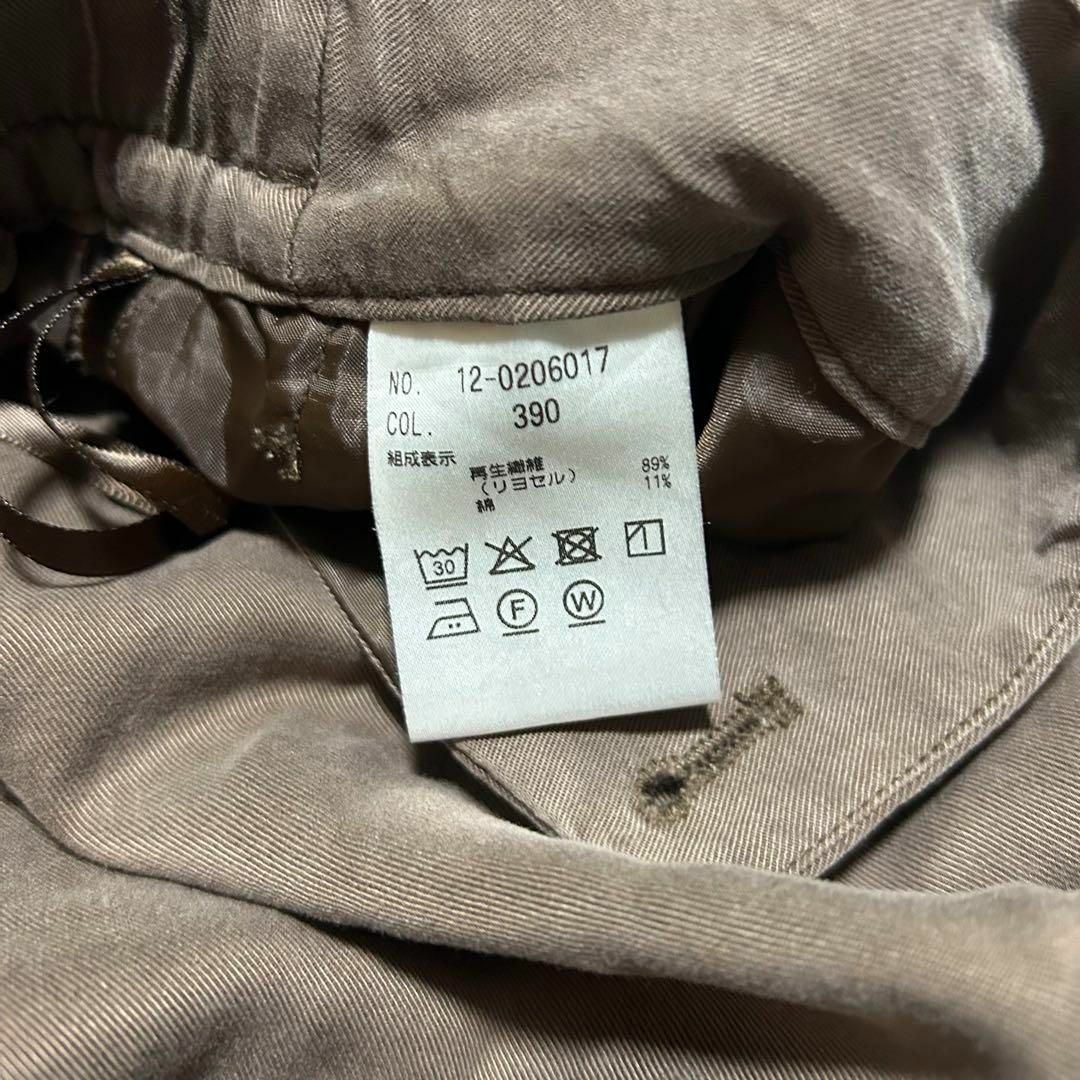 NO. 12-0206017
COL. 390
組成表示 再生繊維 89%
(リヨセル) 11%
綿
30
F W